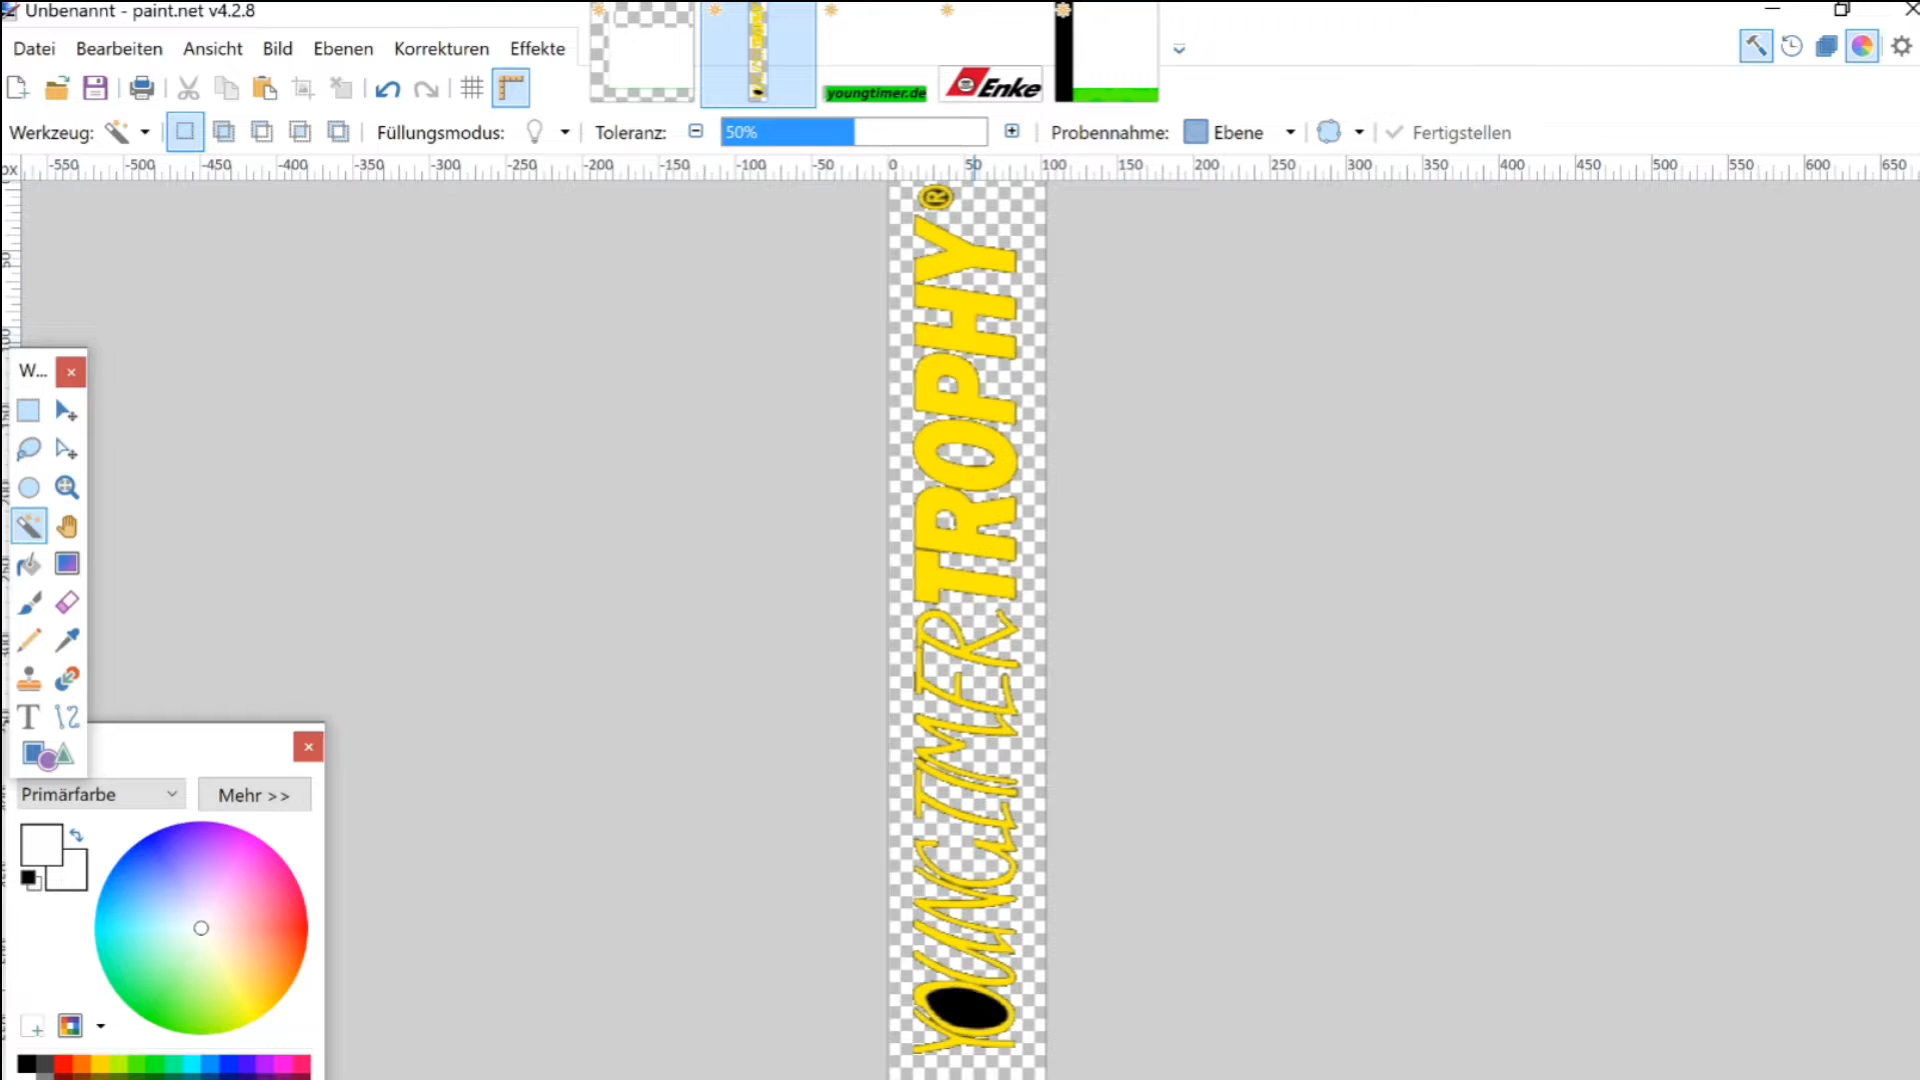 Unbenannt - paint.net v4.2.8
Datei Bearbeiten Ansicht Bild Ebenen Korrekturen Effekte
youngtimer.de
Enke
Werkzeug: Füllungsmodus: Toleranz: 50% Probennahme: Ebene Fertigstellen
px -550 -500 -450 -400 -350 -300 -250 -200 -150 -100 -50 0 50 100 150 200 250 300 350 400 450 500 550 600 650
W...
YOUNGTIMER TROPHY®
Primärfarbe Mehr >>